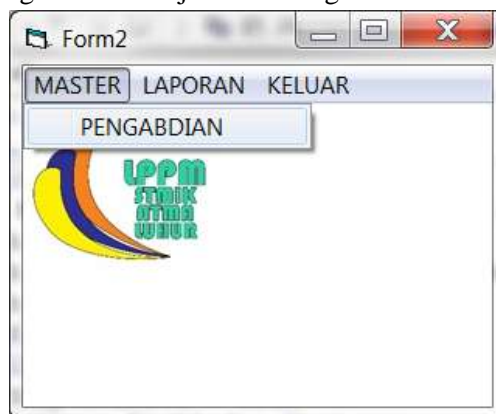 Form2
MASTER LAPORAN KELUAR
PENGABDIAN
LPPM
STMIK
ATMA
LUHUR